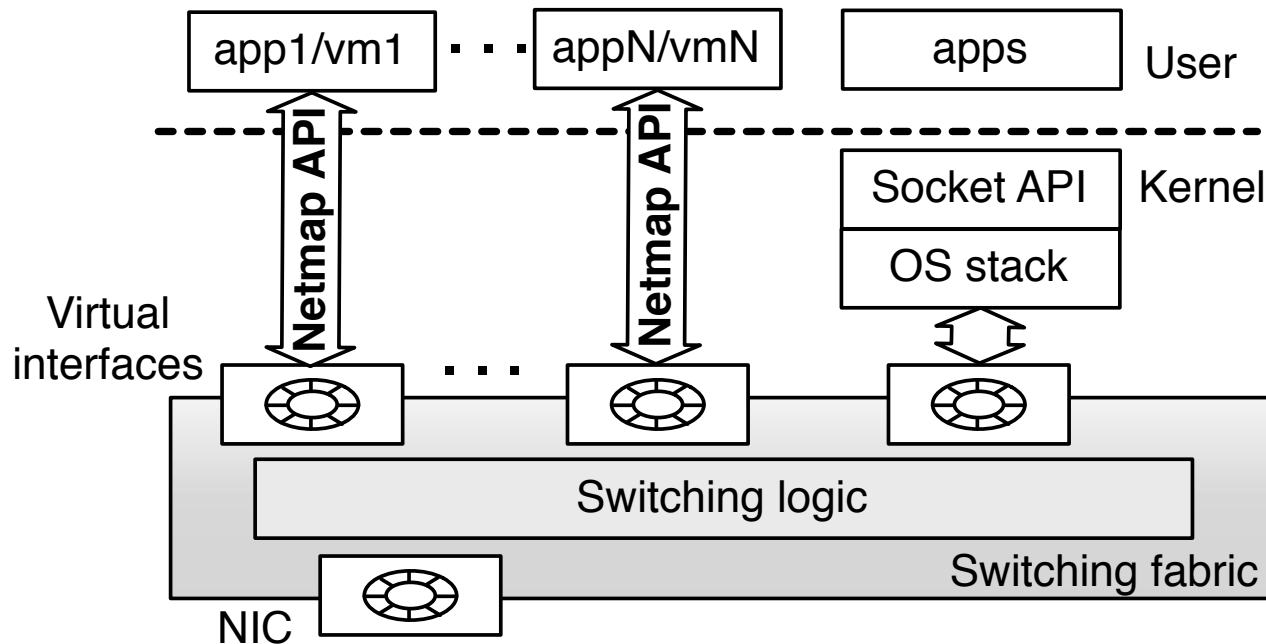 app1/vm1
. . .
appN/vmN
apps
User
Netmap API
Netmap API
Socket API
Kernel
OS stack
Virtual
interfaces
. . .
Switching logic
Switching fabric
NIC